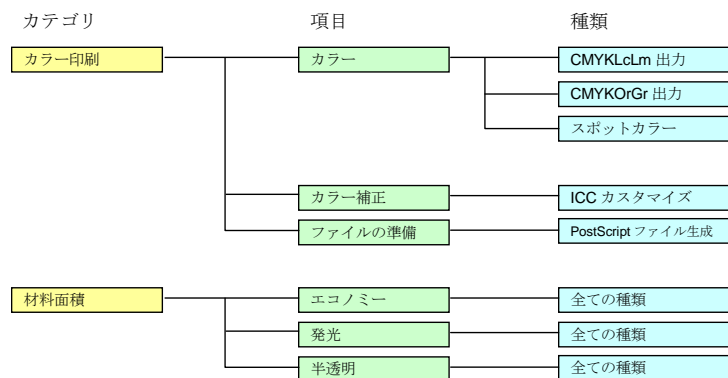 カテゴリ 項目 種類
カラー印刷 カラー CMYKLcLm 出力
CMYKOrGr 出力
スポットカラー
カラー補正 ICC カスタマイズ
ファイルの準備 PostScript ファイル生成
材料面積 エコノミー 全ての種類
発光 全ての種類
半透明 全ての種類